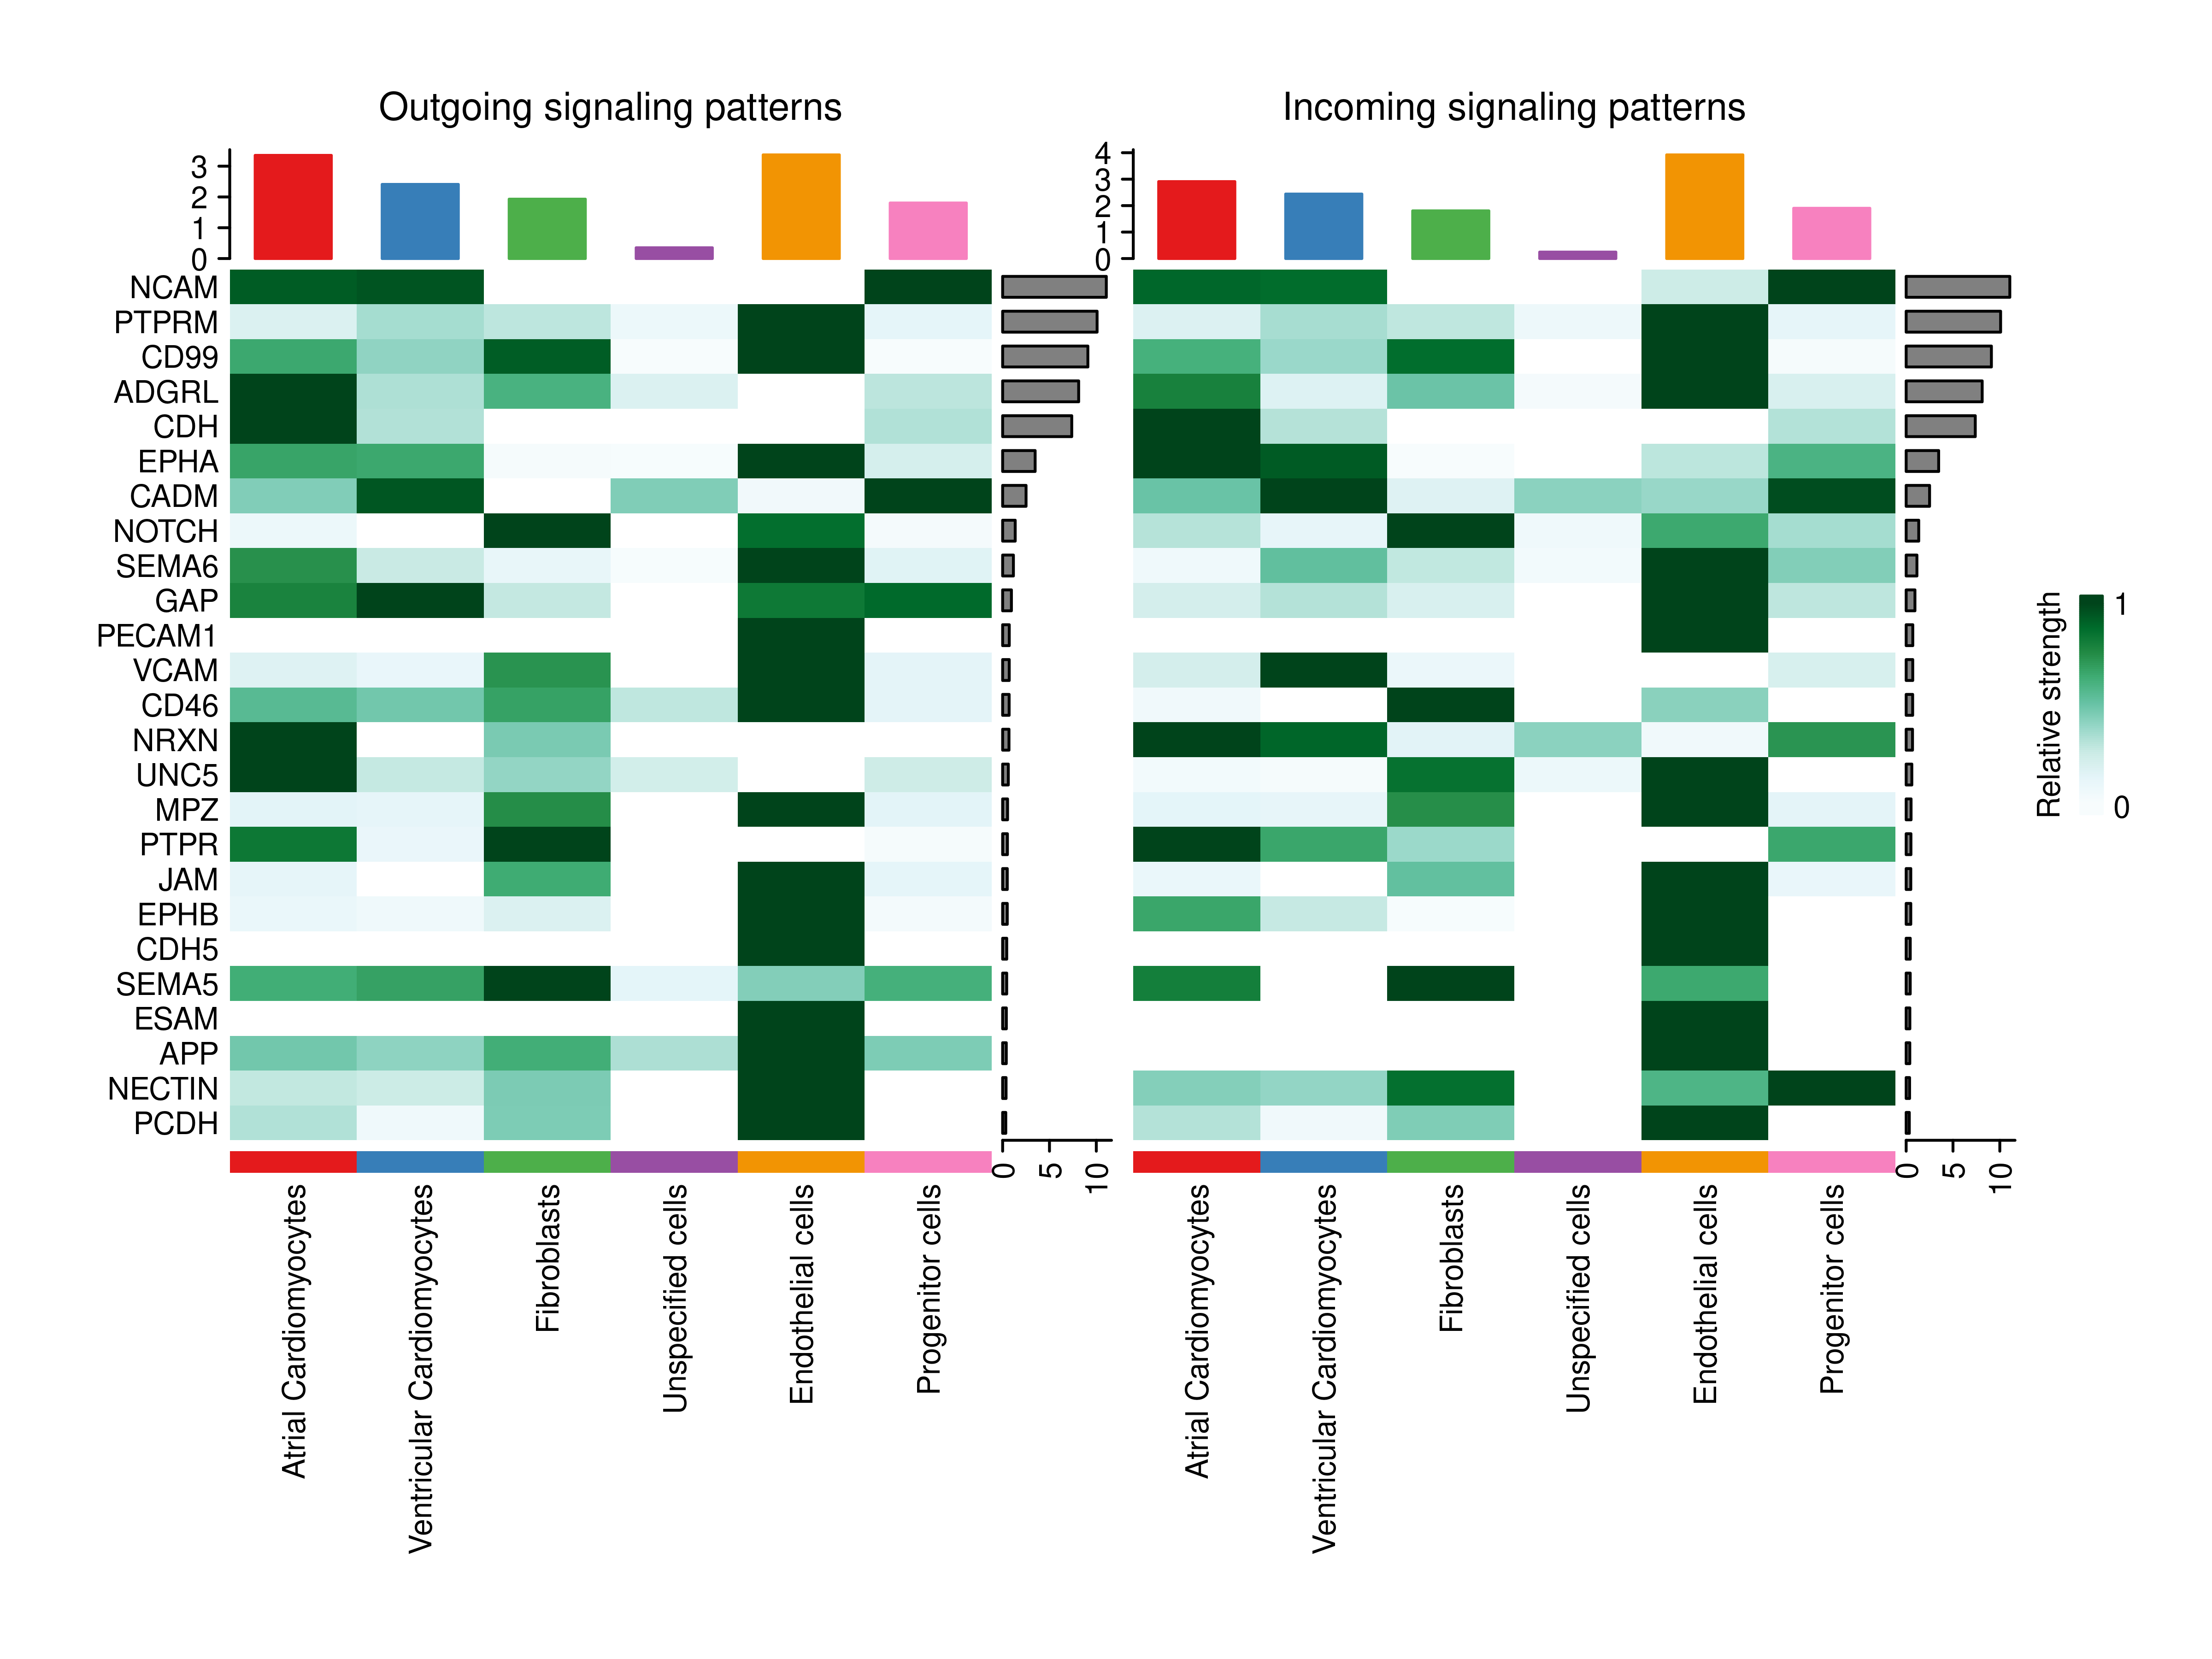 Outgoing signaling patterns
Incoming signaling patterns
3
2
1
0
4
3
2
1
0
NCAM
PTPRM
CD99
ADGRL
CDH
EPHA
CADM
NOTCH
SEMA6
GAP
PECAM1
VCAM
CD46
NRXN
UNC5
MPZ
PTPR
JAM
EPHB
CDH5
SEMA5
ESAM
APP
NECTIN
PCDH
0
5
10
0
5
10
Atrial Cardiomyocytes
Ventricular Cardiomyocytes
Fibroblasts
Unspecified cells
Endothelial cells
Progenitor cells
Atrial Cardiomyocytes
Ventricular Cardiomyocytes
Fibroblasts
Unspecified cells
Endothelial cells
Progenitor cells
Relative strength
1
0